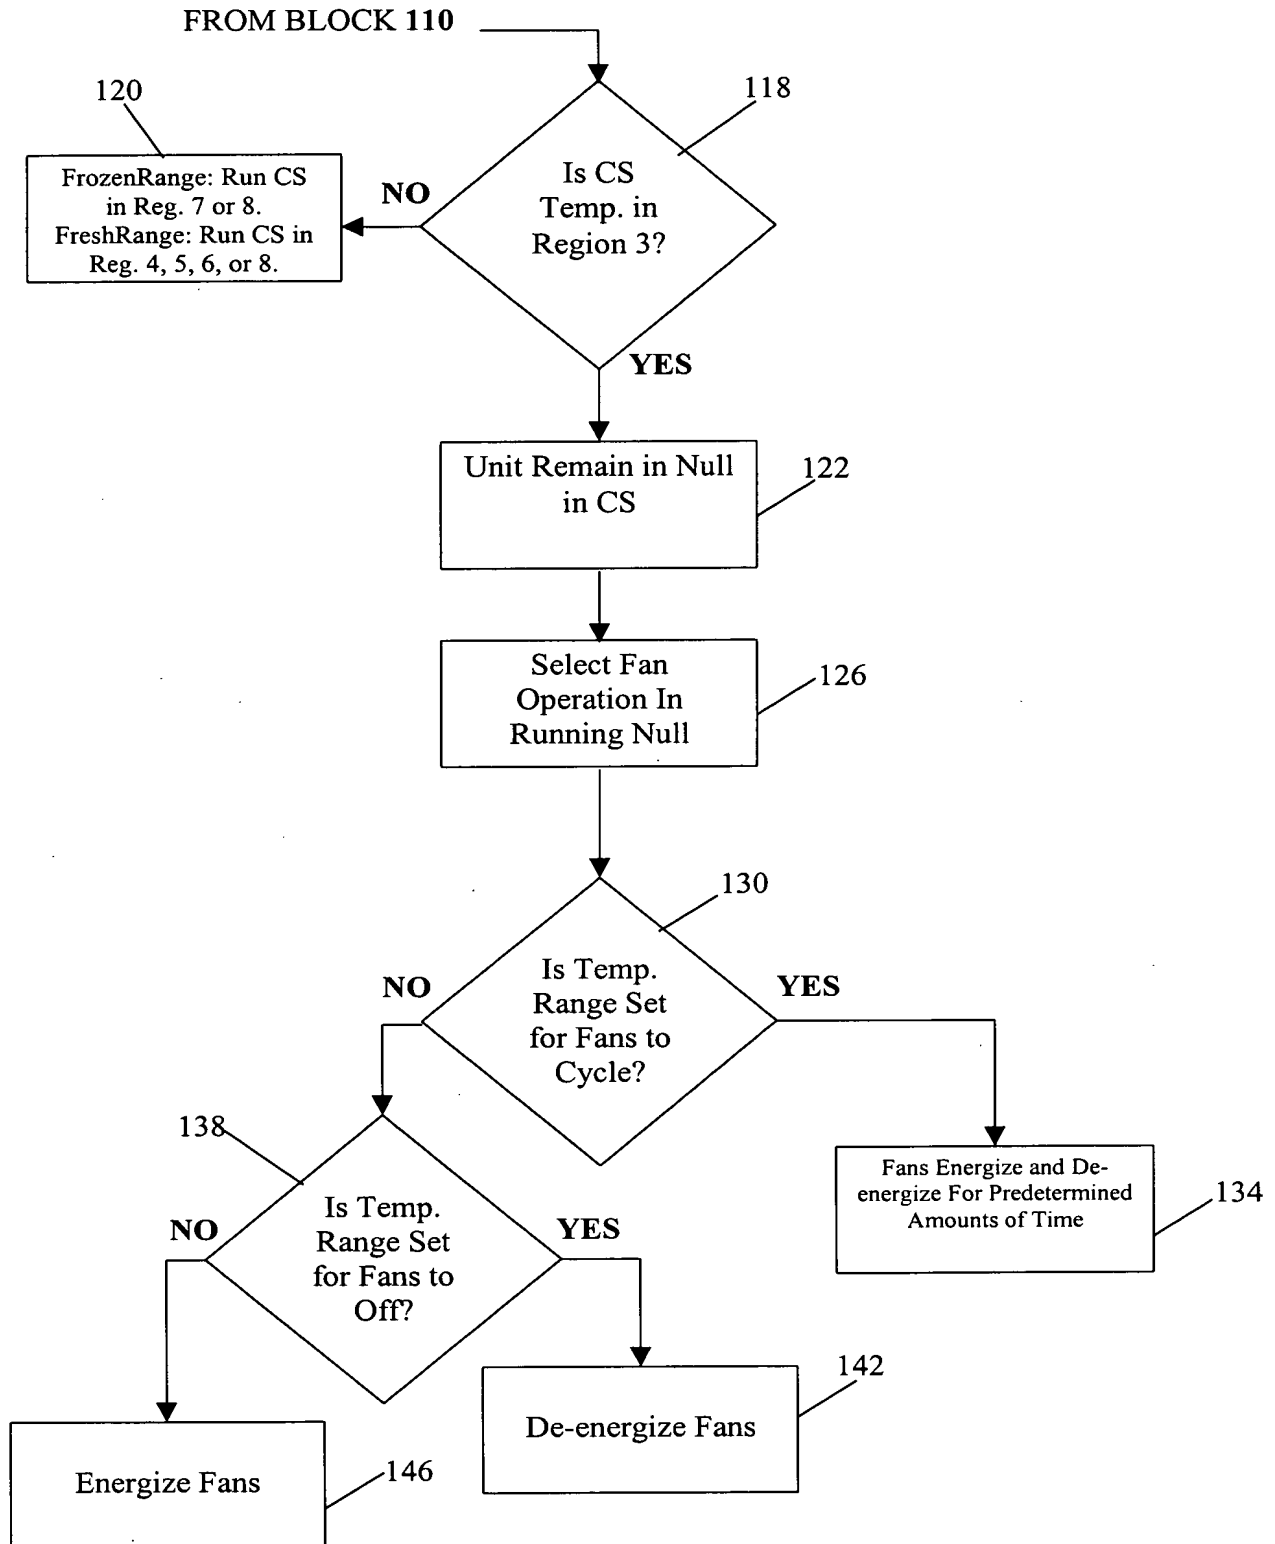 FROM BLOCK 110
118
120
Is CS
Temp. in
Region 3?
NO
FrozenRange: Run CS
in Reg. 7 or 8.
FreshRange: Run CS in
Reg. 4, 5, 6, or 8.
YES
Unit Remain in Null
in CS
122
Select Fan
Operation In
Running Null
126
130
Is Temp.
Range Set
for Fans to
Cycle?
NO
YES
138
Fans Energize and De-
energize For Predetermined
Amounts of Time
134
Is Temp.
Range Set
for Fans to
Off?
NO
YES
De-energize Fans
142
Energize Fans
146